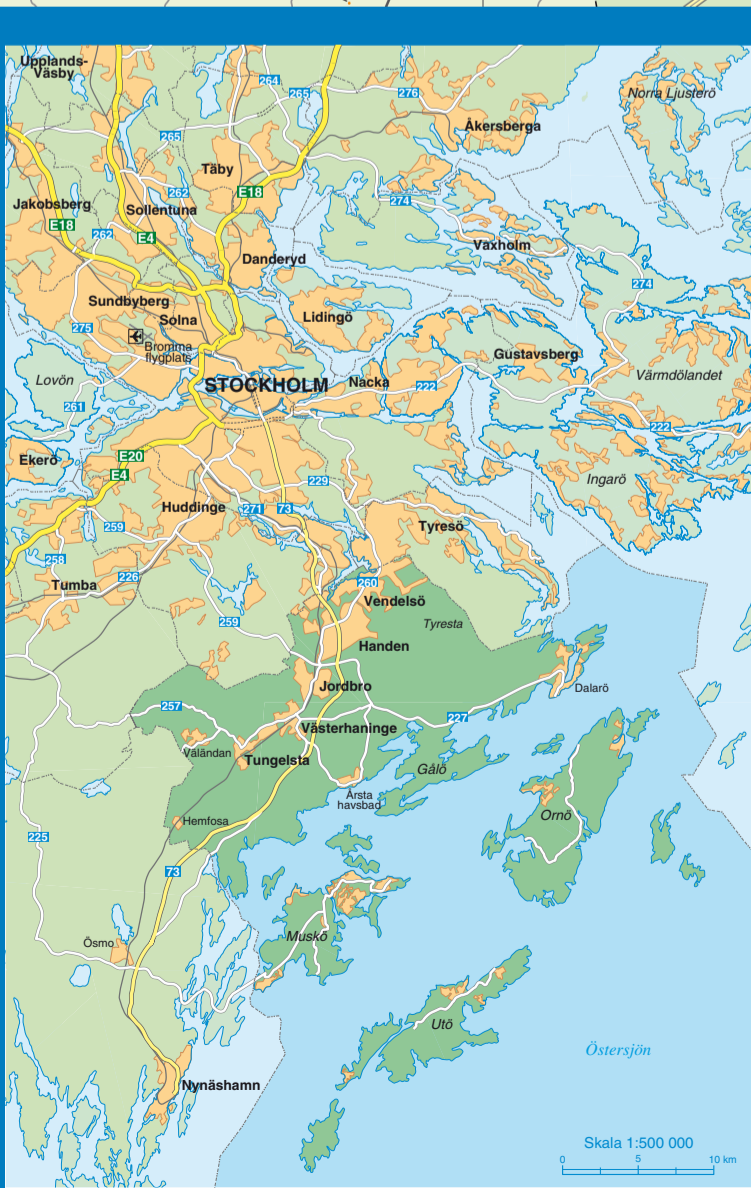 Upplands-
Väsby
264
265
276
Norra Ljusterö
Åkersberga
265
Täby
262
E18
274
Jakobsberg
Sollentuna
E18
262
E4
Vaxholm
Danderyd
274
Sundbyberg
Lidingö
Solna
275
Bromma
flygplats
Gustavsberg
Lovön
STOCKHOLM
Nacka
222
Värmdölandet
261
222
E20
Ekerö
E4
229
Ingarö
Huddinge
271
73
259
Tyresö
258
226
Tumba
260
Vendelsö
259
Tyresta
Handen
Jordbro
Dalarö
257
227
Västerhaninge
Väländan
Tungelsta
Gålö
Årsta
havsbad
Ornö
Hemfosa
225
73
Muskö
Ösmo
Utö
Östersjön
Nynäshamn
Skala 1:500 000
0 5 10 km